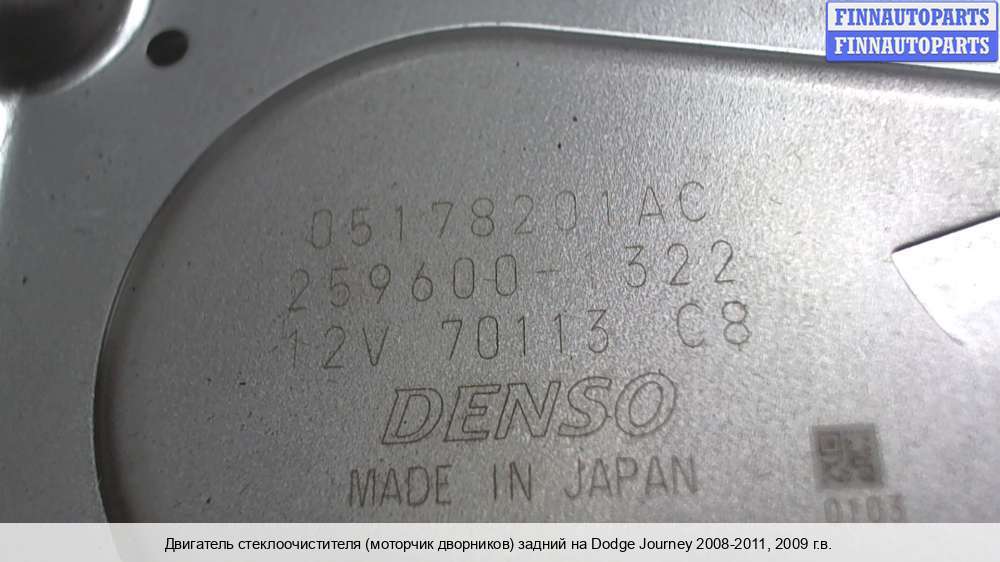 FINNAUTOPARTS
FINNAUTOPARTS
05178201AC
259600- 322
12V 70113 C8
DENSO
MADE IN JAPAN
0103
Двигатель стеклоочистителя (моторчик дворников) задний на Dodge Journey 2008-2011, 2009 г.в.